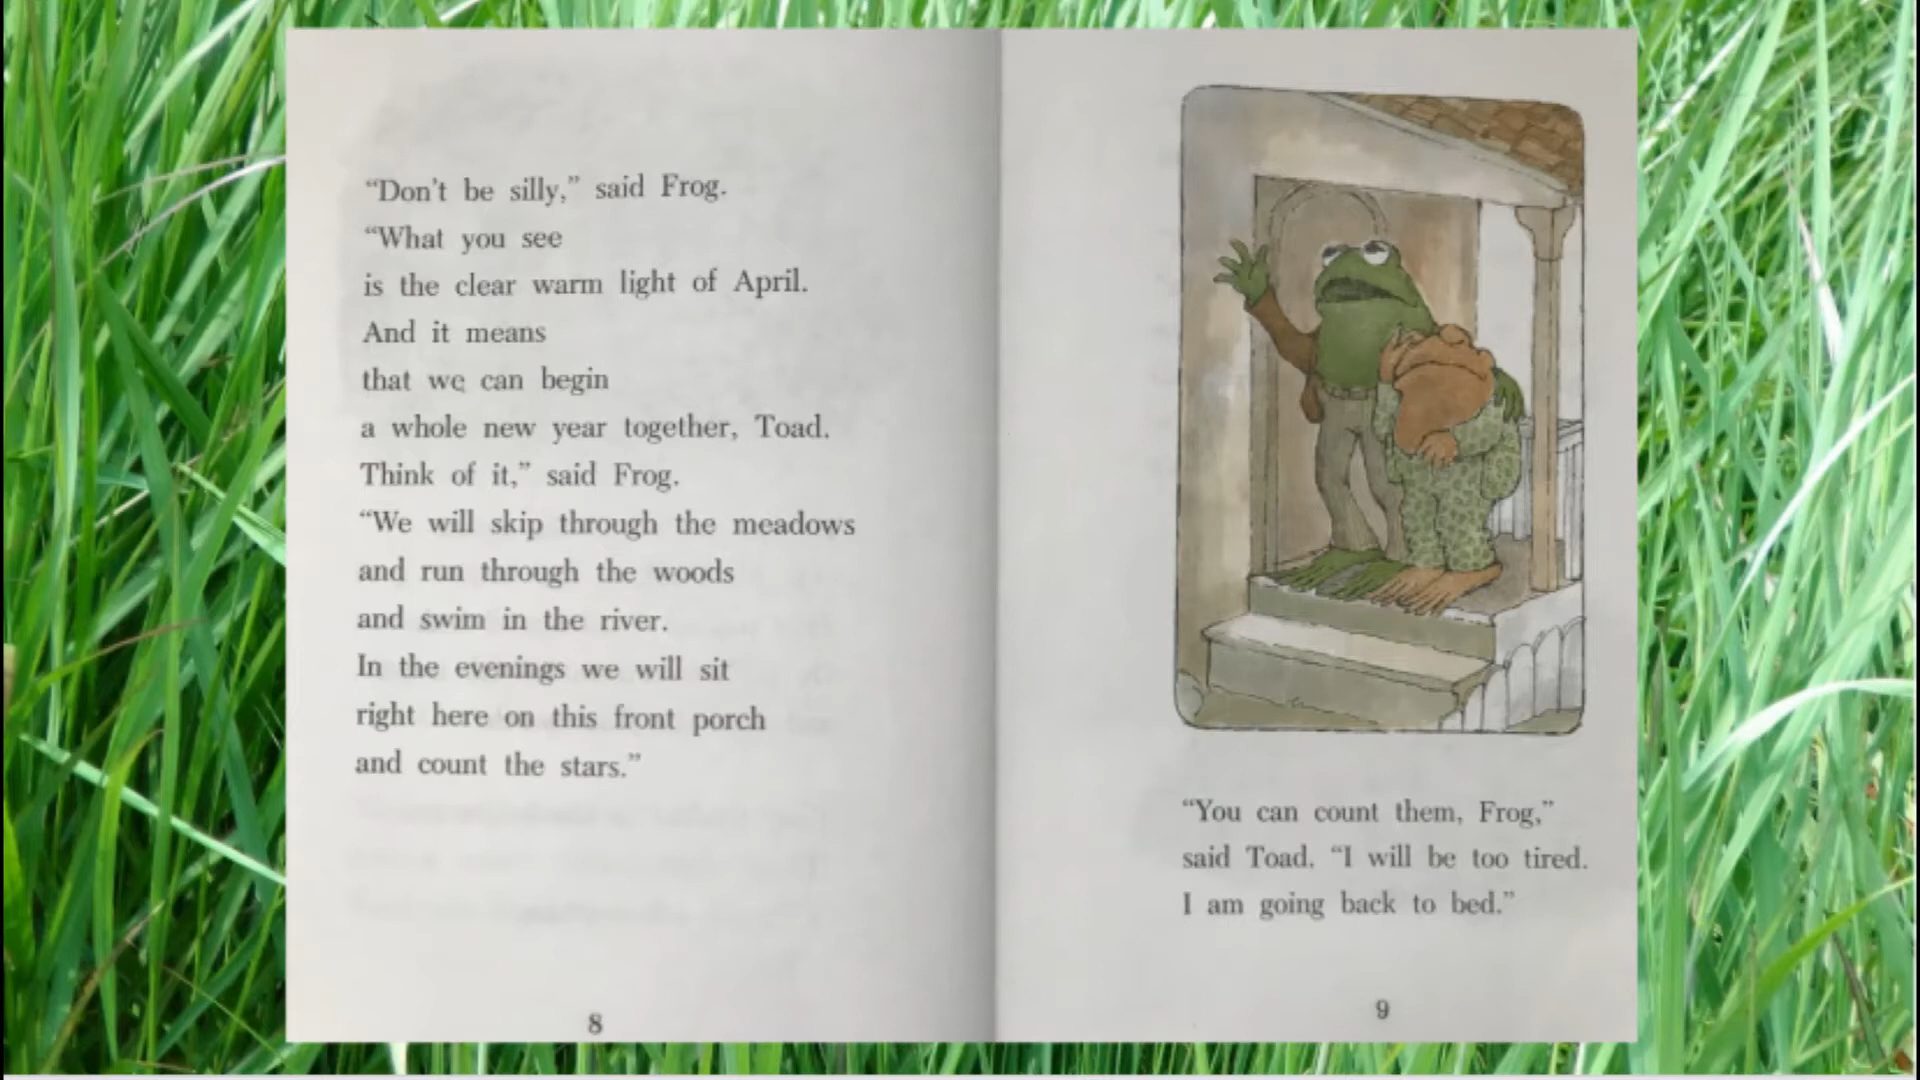 “Don’t be silly,” said Frog.
“What you see
is the clear warm light of April.
And it means
that we can begin
a whole new year together, Toad.
Think of it,” said Frog.
“We will skip through the meadows
and run through the woods
and swim in the river.
In the evenings we will sit
right here on this front porch
and count the stars.”
8
“You can count them, Frog,”
said Toad. “I will be too tired.
I am going back to bed.”
9